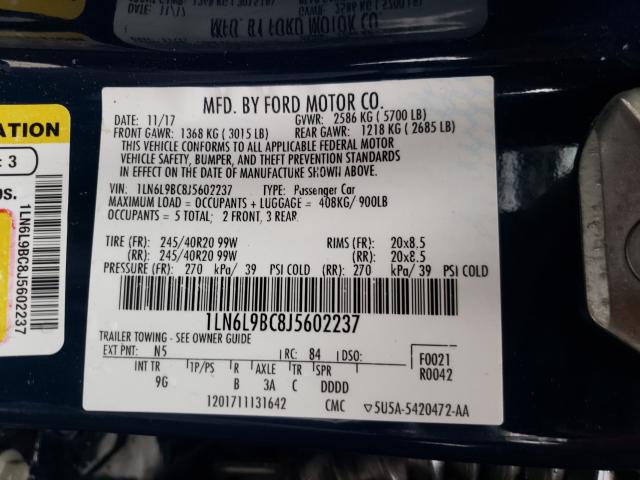 MFD. BY FORD MOTOR CO.
DATE: 11/17 GVWR: 2586 KG (5700 LB)
FRONT GAWR: 1368 KG (3015 LB) REAR GAWR: 1218 KG (2685 LB)
THIS VEHICLE CONFORMS TO ALL APPLICABLE FEDERAL MOTOR
VEHICLE SAFETY, BUMPER, AND THEFT PREVENTION STANDARDS
IN EFFECT ON THE DATE OF MANUFACTURE SHOWN ABOVE.
VIN: 1LN6L9BC8J5602237 TYPE: Passenger Car
MAXIMUM LOAD = OCCUPANTS + LUGGAGE = 408KG/ 900LB
OCCUPANTS = 5 TOTAL; 2 FRONT, 3 REAR
TIRE (FR): 245/40R20 99W RIMS (FR): 20x8.5
(RR): 245/40R20 99W (RR): 20x8.5
PRESSURE (FR): 270 kPa/ 39 PSI COLD (RR): 270 kPa/ 39 PSI COLD
1LN6L9BC8J5602237
TRAILER TOWING - SEE OWNER GUIDE
EXT PNT: N5 RC: 84 DSO: F0021
INT TR TP/PS R AXLE TR SPR R0042
9G B 3A C DDDD
1201711131642 CMC 5U5A-5420472-AA
ATION
: 3
os.
1LN6L9BC8J5602237